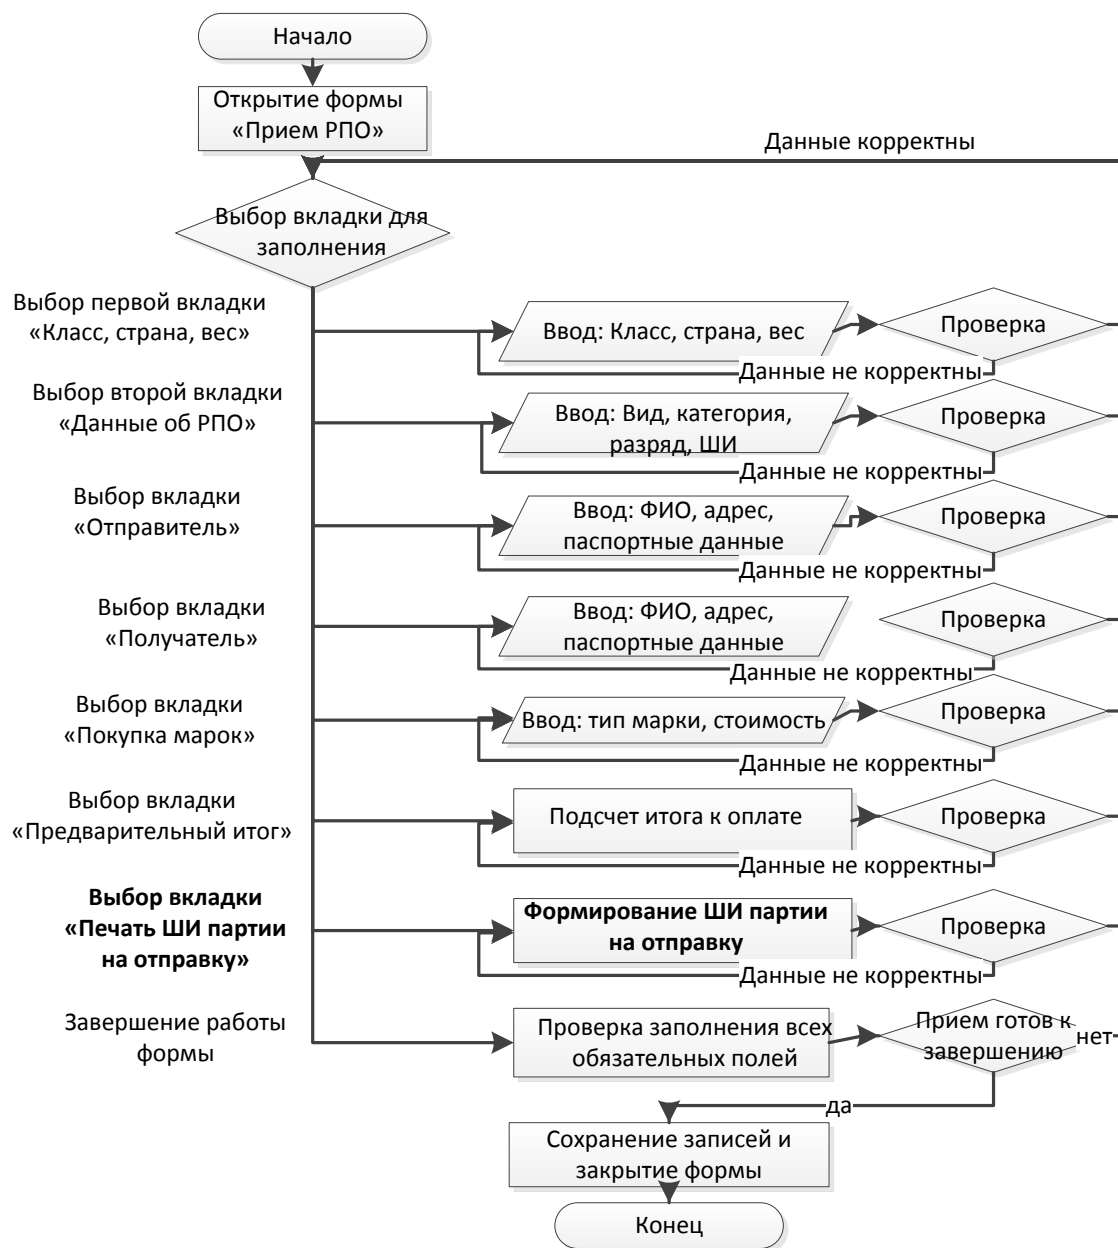 Начало
Открытие формы
«Прием РПО»
Данные корректны
Выбор вкладки для
заполнения
Выбор первой вкладки
«Класс, страна, вес»
Ввод: Класс, страна, вес
Проверка
Данные не корректны
Выбор второй вкладки
«Данные об РПО»
Ввод: Вид, категория,
разряд, ШИ
Проверка
Данные не корректны
Выбор вкладки
«Отправитель»
Ввод: ФИО, адрес,
паспортные данные
Проверка
Данные не корректны
Выбор вкладки
«Получатель»
Ввод: ФИО, адрес,
паспортные данные
Проверка
Данные не корректны
Выбор вкладки
«Покупка марок»
Ввод: тип марки, стоимость
Проверка
Данные не корректны
Выбор вкладки
«Предварительный итог»
Подсчет итога к оплате
Проверка
Данные не корректны
Выбор вкладки
«Печать ШИ партии
на отправку»
Формирование ШИ партии
на отправку
Проверка
Данные не корректны
Завершение работы
формы
Проверка заполнения всех
обязательных полей
Прием готов к
завершению
нет
да
Сохранение записей и
закрытие формы
Конец